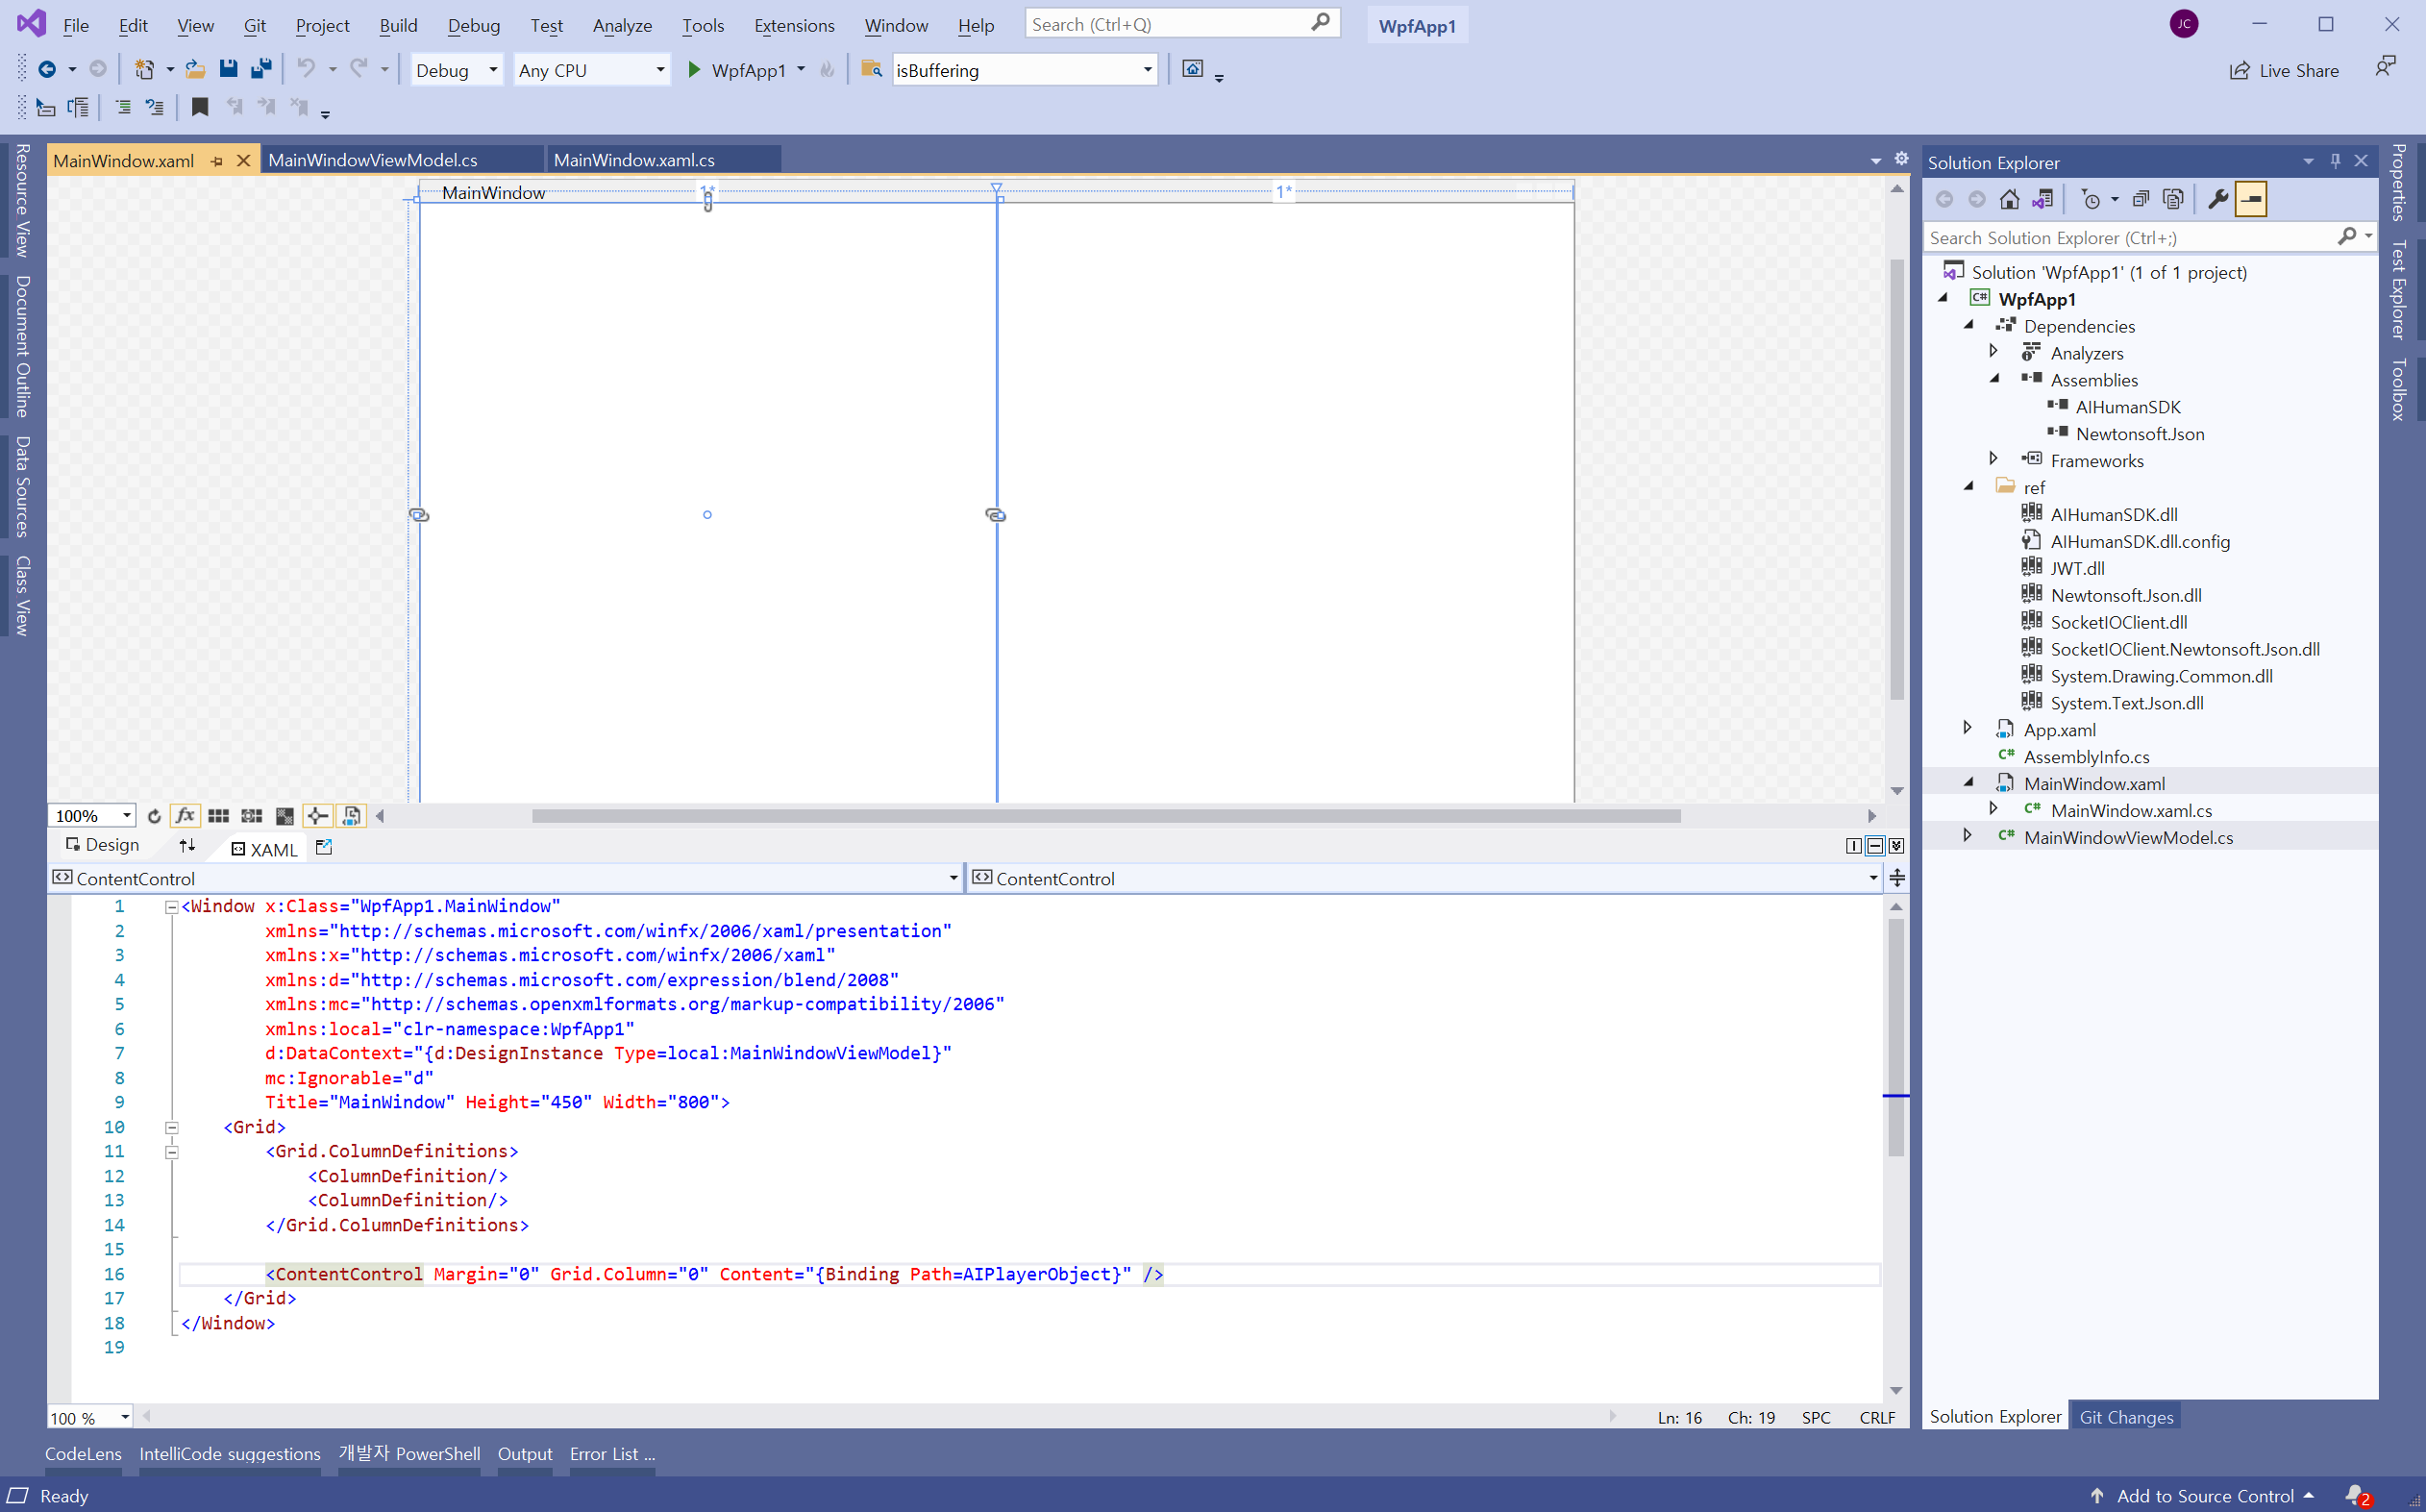 File Edit View Git Project Build Debug Test Analyze Tools Extensions Window Help Search (Ctrl+Q) WpfApp1 JC
Debug Any CPU WpfApp1 isBuffering Live Share
Resource View
Document Outline
Data Sources
Class View
MainWindow.xaml MainWindowViewModel.cs MainWindow.xaml.cs
MainWindow 1* 1*
100%
fx
Design XAML
ContentControl ContentControl
1 <Window x:Class="WpfApp1.MainWindow"
2 xmlns="http://schemas.microsoft.com/winfx/2006/xaml/presentation"
3 xmlns:x="http://schemas.microsoft.com/winfx/2006/xaml"
4 xmlns:d="http://schemas.microsoft.com/expression/blend/2008"
5 xmlns:mc="http://schemas.openxmlformats.org/markup-compatibility/2006"
6 xmlns:local="clr-namespace:WpfApp1"
7 d:DataContext="{d:DesignInstance Type=local:MainWindowViewModel}"
8 mc:Ignorable="d"
9 Title="MainWindow" Height="450" Width="800">
10 <Grid>
11 <Grid.ColumnDefinitions>
12 <ColumnDefinition/>
13 <ColumnDefinition/>
14 </Grid.ColumnDefinitions>
15
16 <ContentControl Margin="0" Grid.Column="0" Content="{Binding Path=AIPlayerObject}" />
17 </Grid>
18 </Window>
19
100 % Ln: 16 Ch: 19 SPC CRLF
Solution Explorer
Search Solution Explorer (Ctrl+;)
Solution 'WpfApp1' (1 of 1 project)
C# WpfApp1
Dependencies
Analyzers
Assemblies
AIHumanSDK
Newtonsoft.Json
Frameworks
ref
AIHumanSDK.dll
AIHumanSDK.dll.config
JWT.dll
Newtonsoft.Json.dll
SocketIOClient.dll
SocketIOClient.Newtonsoft.Json.dll
System.Drawing.Common.dll
System.Text.Json.dll
App.xaml
C# AssemblyInfo.cs
MainWindow.xaml
C# MainWindow.xaml.cs
C# MainWindowViewModel.cs
Solution Explorer Git Changes
Properties
Test Explorer
Toolbox
CodeLens IntelliCode suggestions 개발자 PowerShell Output Error List ...
Ready Add to Source Control 2